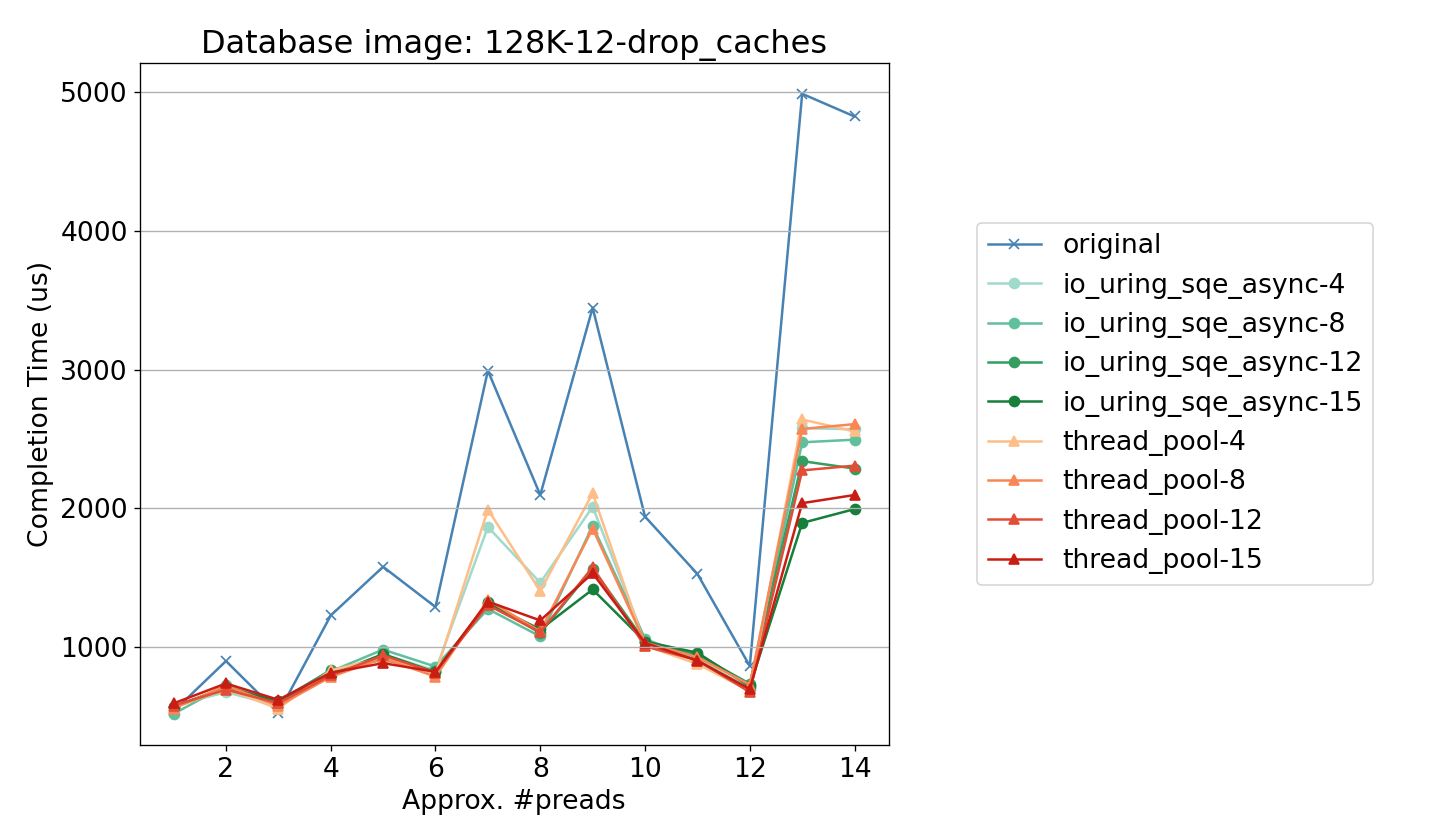 Database image: 128K-12-drop_caches
5000
4000
3000
2000
1000
Completion Time (us)
2 4 6 8 10 12 14
Approx. #preads
original
io_uring_sqe_async-4
io_uring_sqe_async-8
io_uring_sqe_async-12
io_uring_sqe_async-15
thread_pool-4
thread_pool-8
thread_pool-12
thread_pool-15